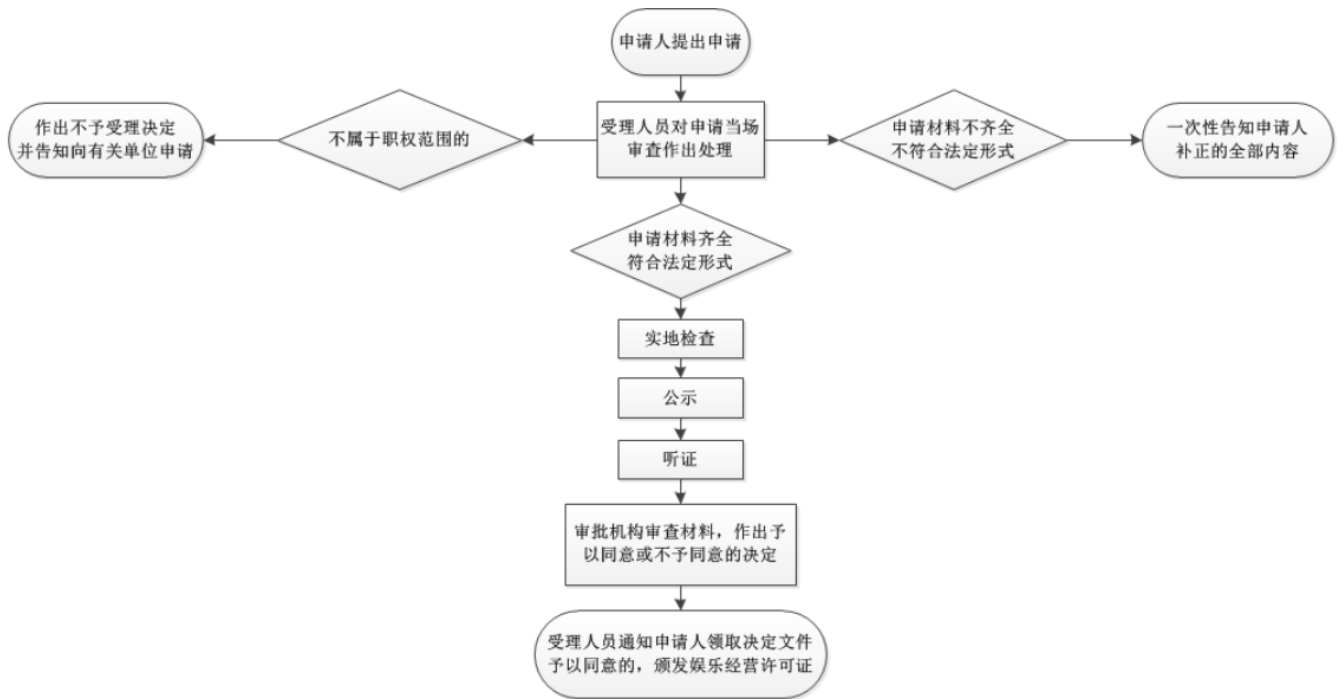 申请人提出申请
作出不予受理决定
并告知向有关单位申请
不属于职权范围的
受理人员对申请当场
审查作出处理
申请材料不齐全
不符合法定形式
一次性告知申请人
补正的全部内容
申请材料齐全
符合法定形式
实地检查
公示
听证
审批机构审查材料，作出予
以同意或不予同意的决定
受理人员通知申请人领取决定文件
予以同意的，颁发娱乐经营许可证